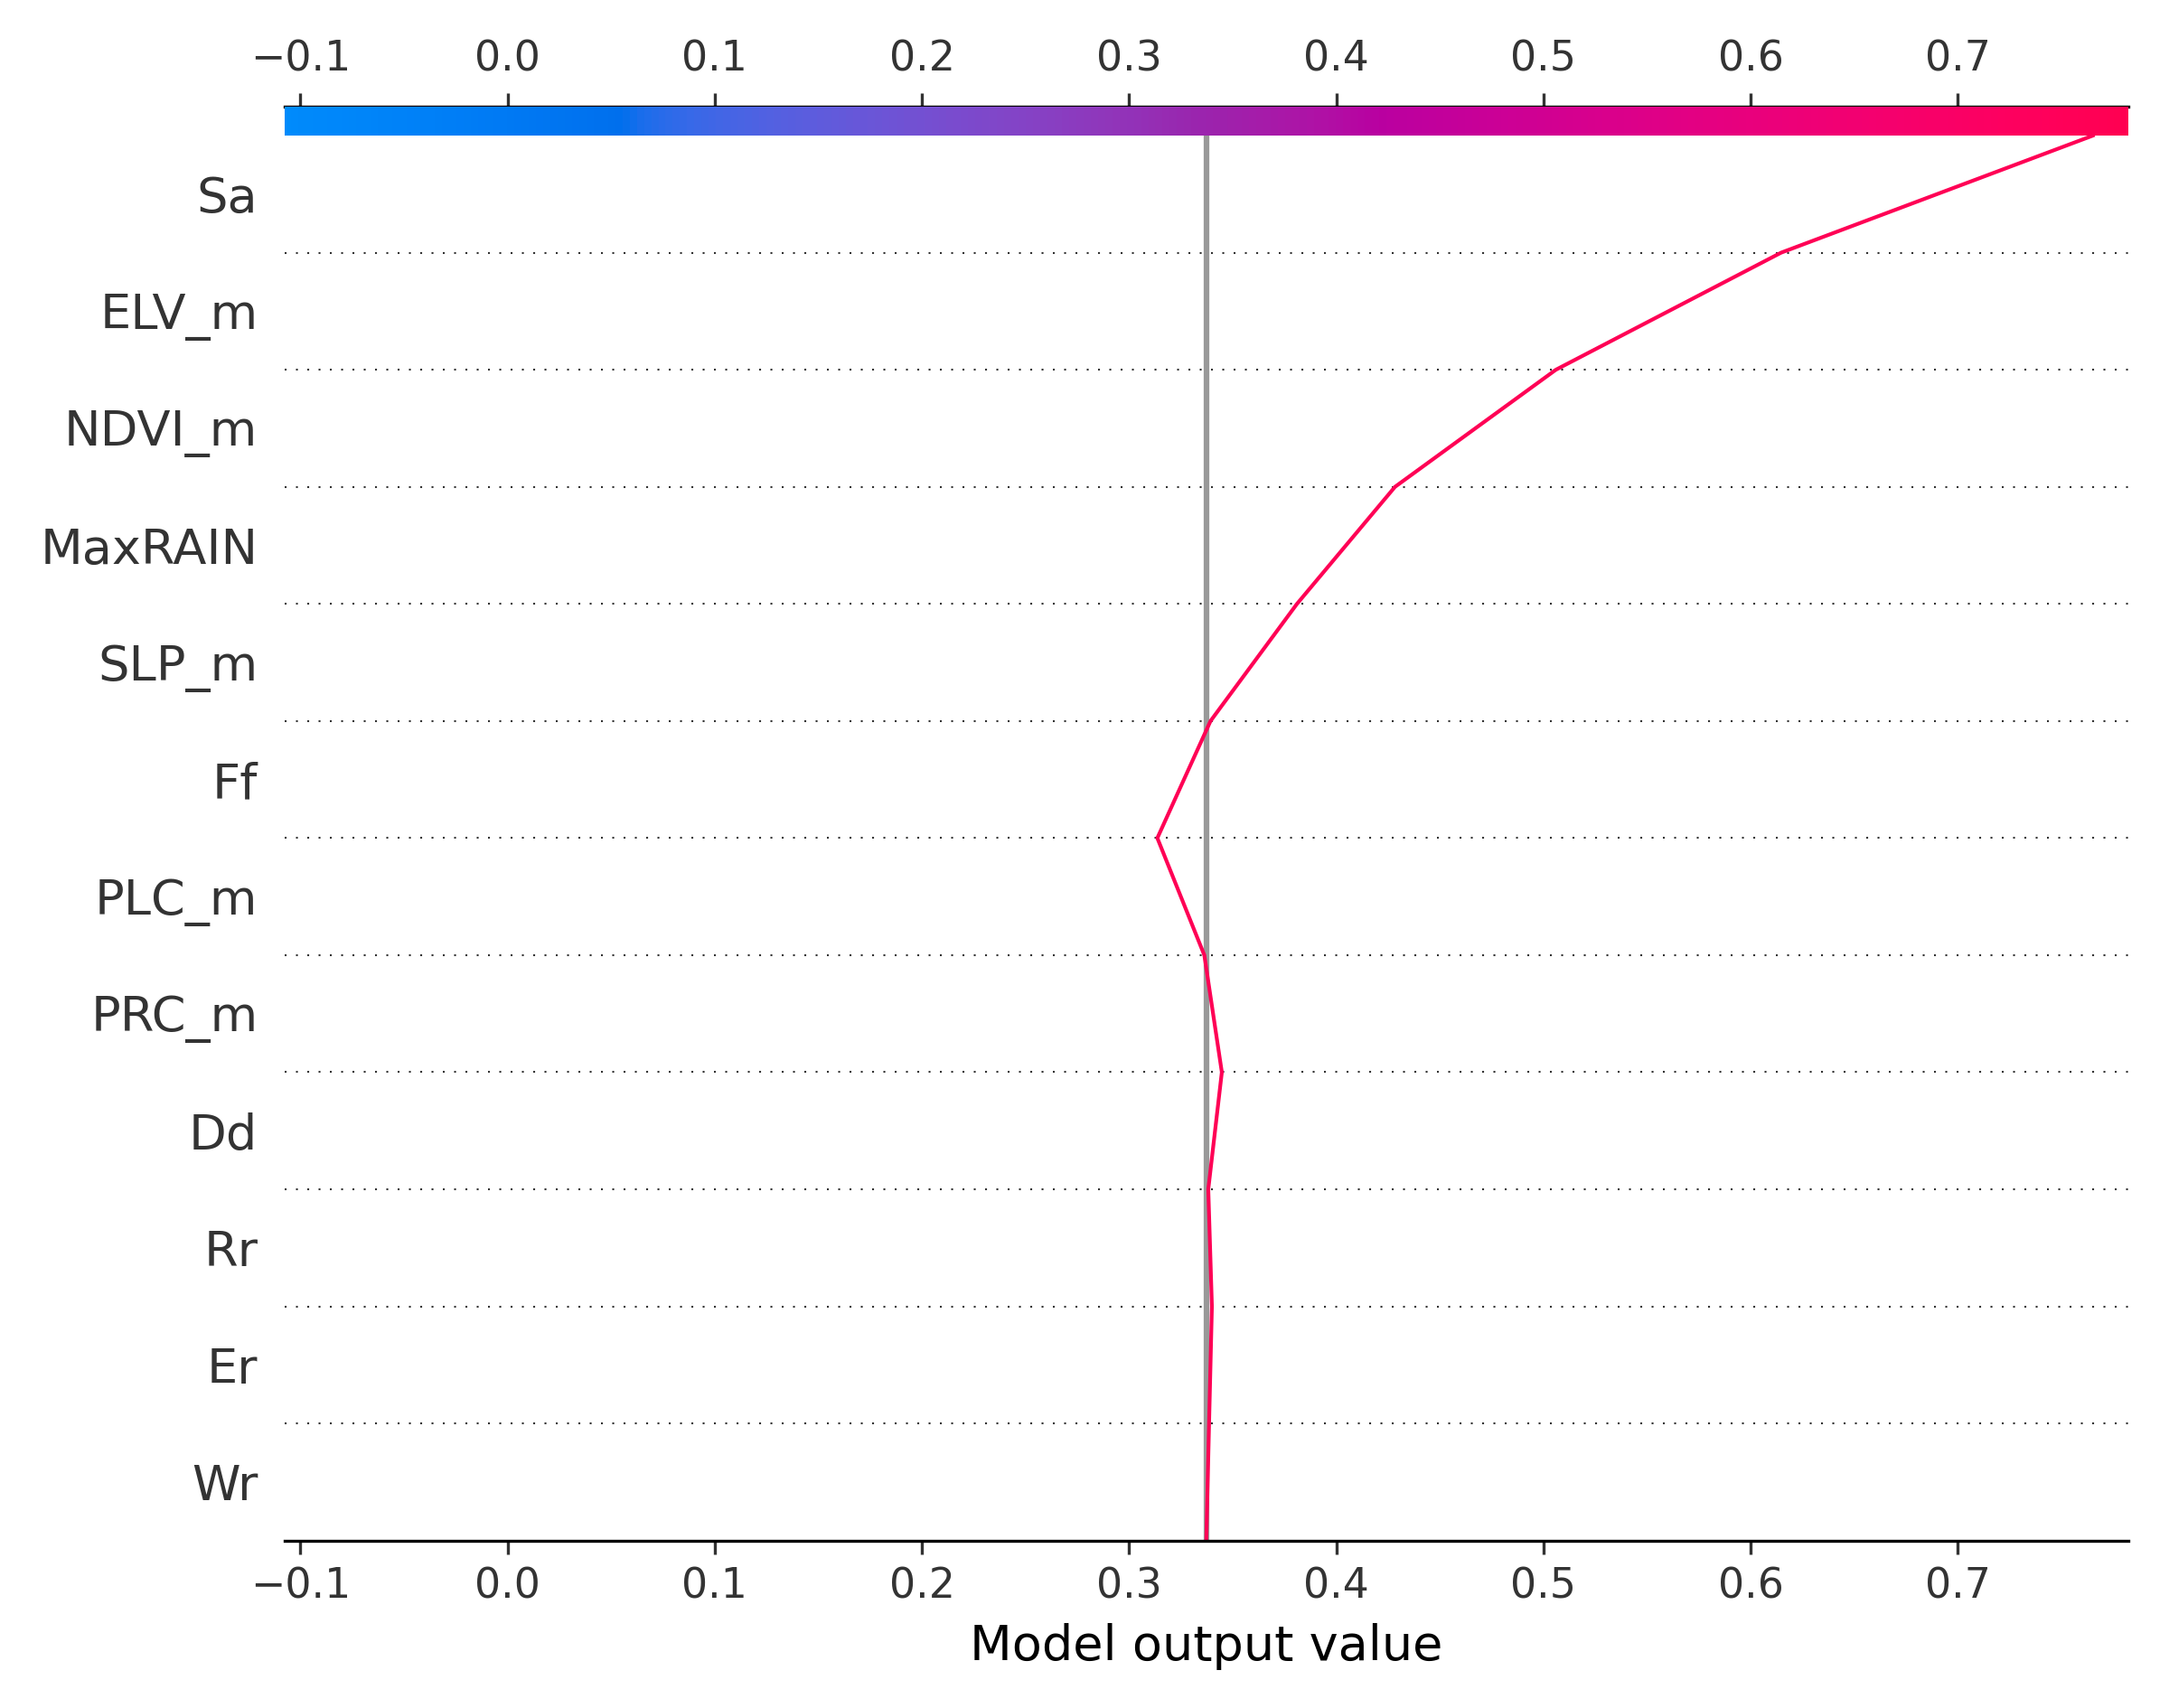 −0.1 0.0 0.1 0.2 0.3 0.4 0.5 0.6 0.7
Sa
ELV_m
NDVI_m
MaxRAIN
SLP_m
Ff
PLC_m
PRC_m
Dd
Rr
Er
Wr
−0.1 0.0 0.1 0.2 0.3 0.4 0.5 0.6 0.7
Model output value